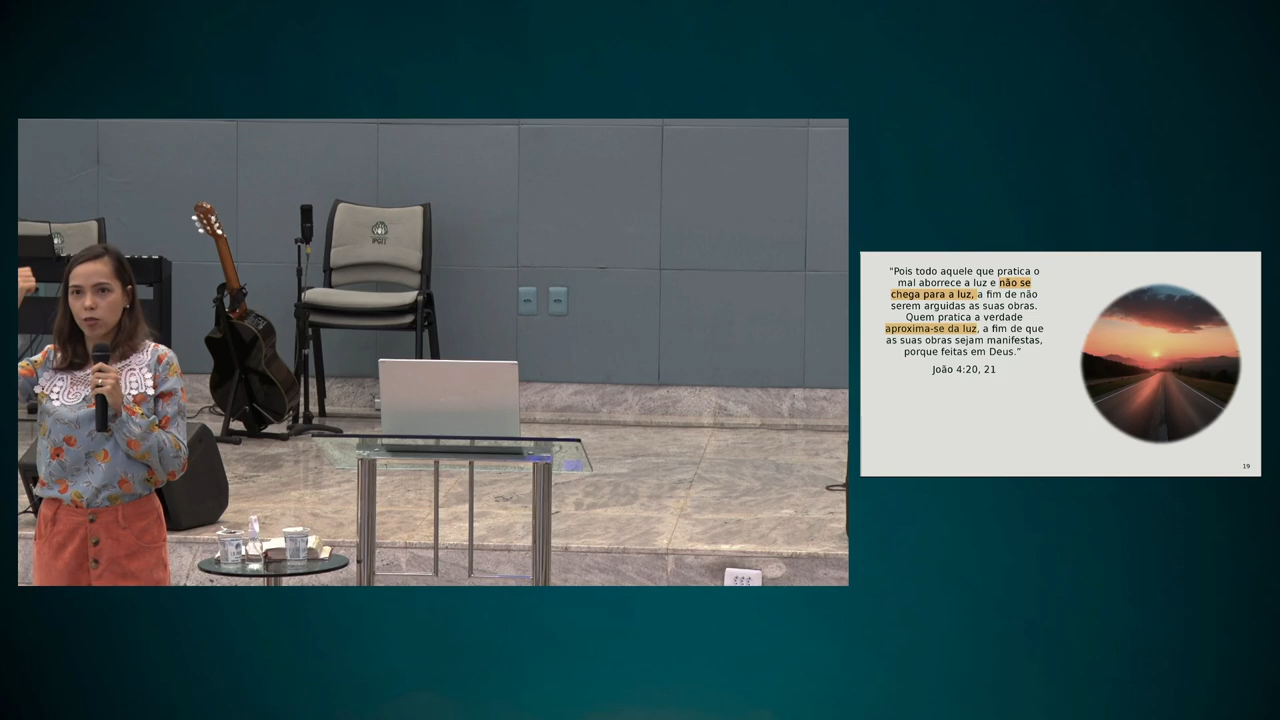 IPGII
"Pois todo aquele que pratica o
mal aborrece a luz e não se
chega para a luz, a fim de não
serem arguidas as suas obras.
Quem pratica a verdade
aproxima-se da luz, a fim de que
as suas obras sejam manifestas,
porque feitas em Deus.”
João 4:20, 21
19